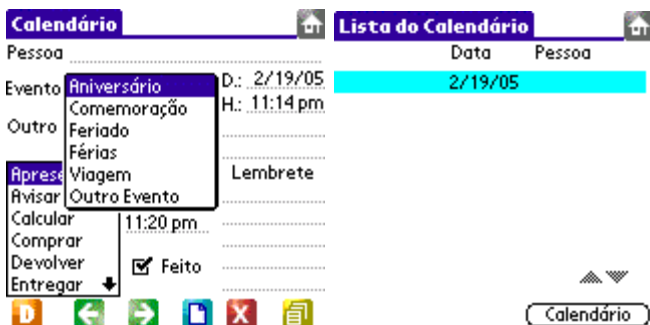 Calendário
Pessoa
Evento
Aniversário
Comemoração
Feriado
Férias
Viagem
Outro Evento
D.: 2/19/05
H.: 11:14 pm
Outro
Lembrete
Aprese
Avisar
Calcular
Comprar
Devolver
Entregar
11:20 pm
Feito
D
X
Lista do Calendário
Data Pessoa
2/19/05
Calendário